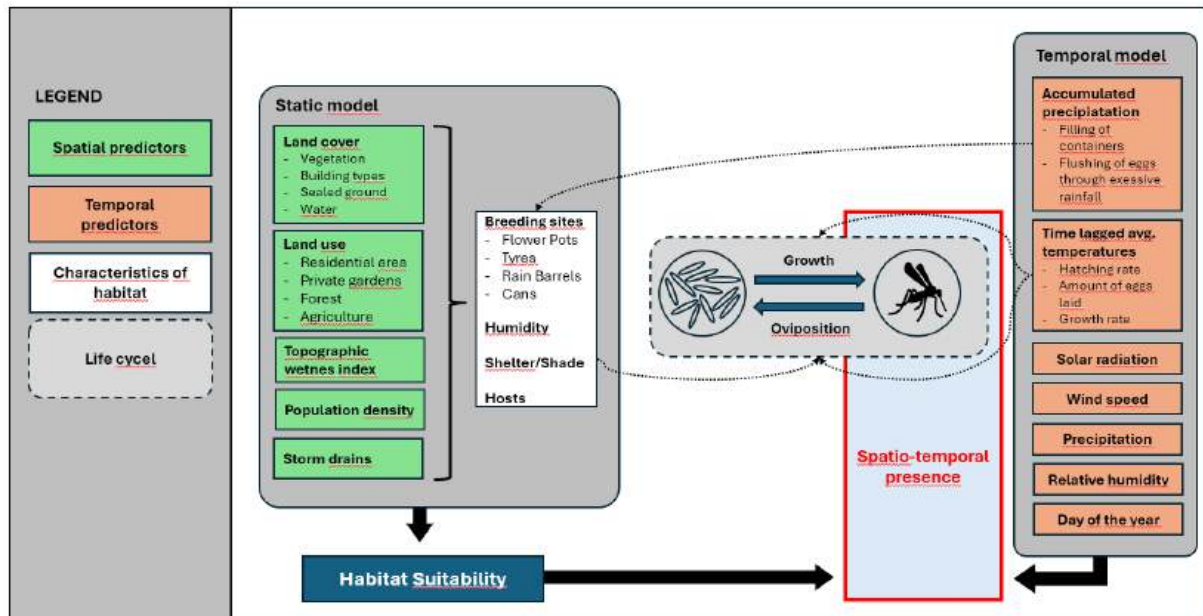 LEGEND
Spatial predictors
Temporal
predictors
Characteristics of
habitat
Life cycel
Static model
Land cover
- Vegetation
- Building types
- Sealed ground
- Water
Land use
- Residential area
- Private gardens
- Forest
- Agriculture
Topographic
wetnes index
Population density
Storm drains
Breeding sites
- Flower Pots
- Tyres
- Rain Barrels
- Cans
Humidity
Shelter/Shade
Hosts
Habitat Suitability
Growth
Oviposition
Spatio-temporal
presence
Temporal model
Accumulated
precipiatation
- Filling of
containers
- Flushing of eggs
through exessive
rainfall
Time lagged avg.
temperatures
- Hatching rate
- Amount of eggs
laid
- Growth rate
Solar radiation
Wind speed
Precipitation
Relative humidity
Day of the year